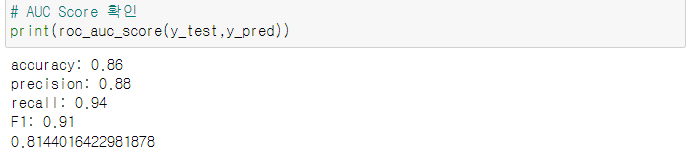 # AUC Score 확인
print(roc_auc_score(y_test,y_pred))
accuracy: 0.86
precision: 0.88
recall: 0.94
F1: 0.91
0.8144016422981878